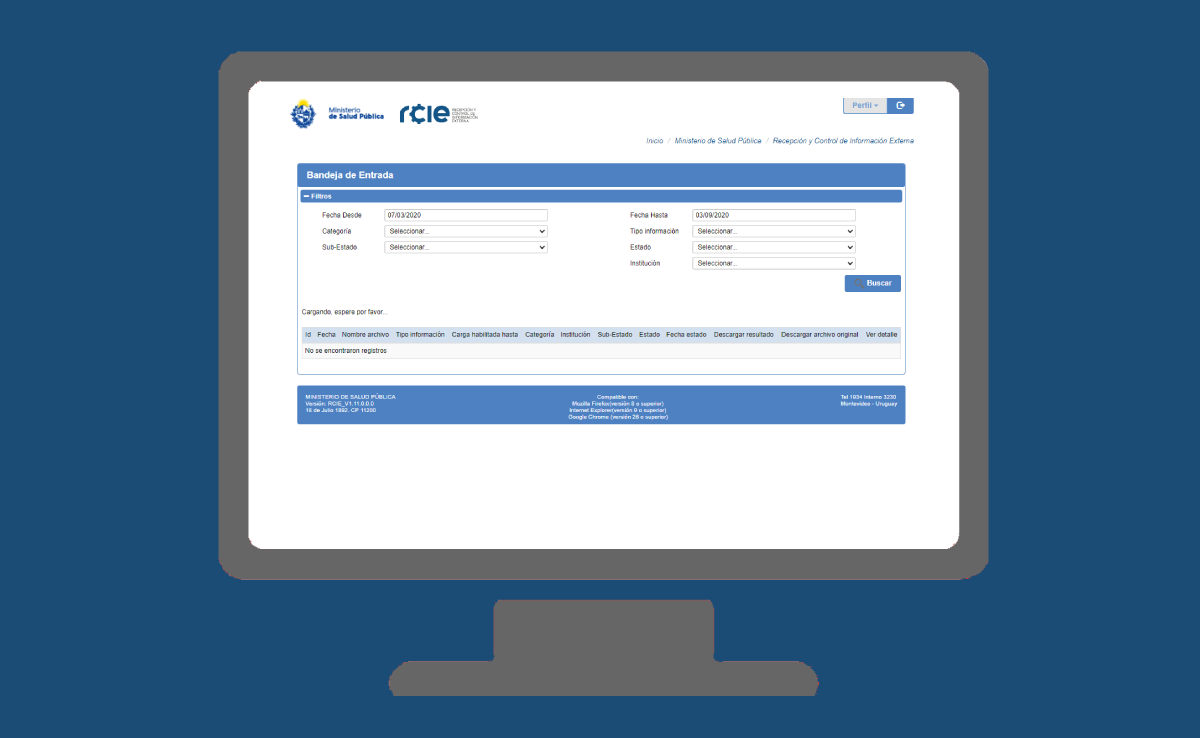 Ministerio
de Salud Pública
rcie
RECEPCIÓN Y
CONTROL DE
INFORMACIÓN
EXTERNA
Perfil
Inicio / Ministerio de Salud Pública / Recepción y Control de Información Externa
Bandeja de Entrada
Filtros
Fecha Desde 07/03/2020 Fecha Hasta 03/09/2020
Categoría Seleccionar... Tipo información Seleccionar...
Sub-Estado Seleccionar... Estado Seleccionar...
Institución Seleccionar...
Buscar
Cargando, espere por favor...
Id Fecha Nombre archivo Tipo información Carga habilitada hasta Categoría Institución Sub-Estado Estado Fecha estado Descargar resultado Descargar archivo original Ver detalle
No se encontraron registros
MINISTERIO DE SALUD PÚBLICA
Versión: RCIE_V1.11.0.0.0
18 de Julio 1892. CP 11200
Compatible con:
Mozilla Firefox(versión 8 o superior)
Internet Explorer(versión 9 o superior)
Google Chrome (versión 26 o superior)
Tel 1934 Interno 3230
Montevideo - Uruguay